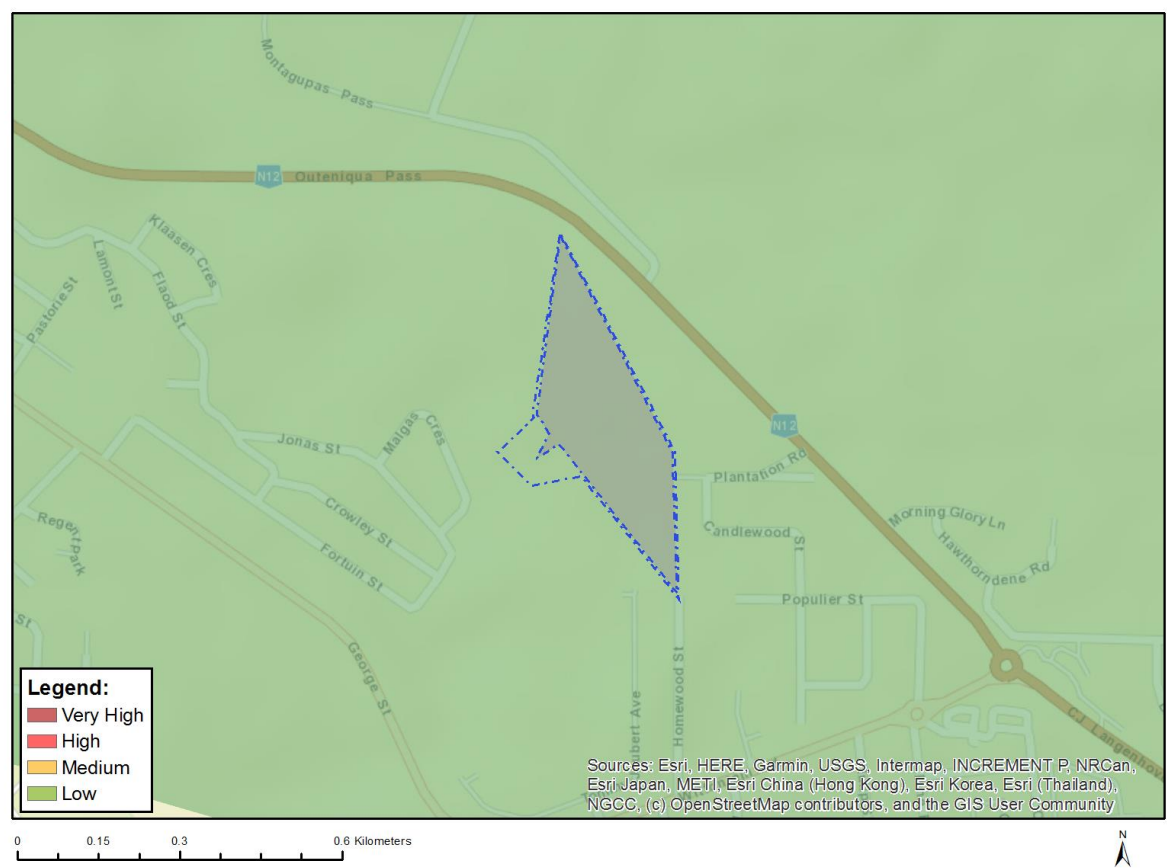 Montagupas Pass
N12
Outeniqua Pass
Klaasen Cres
Lamont St
Flaod St
Pastorie St
Malgas Cres
Jonas St
N12
Plantation Rd
Crowley St
Candlewood St
Morning Glory Ln
Hawthorndene Rd
Regent Park
Fortuin St
Populier St
St
George St
Homewood St
CJ Langenhov
Legend:
Very High
High
Medium
Low
Sources: Esri, HERE, Garmin, USGS, Intermap, INCREMENT P, NRCan,
Esri Japan, METI, Esri China (Hong Kong), Esri Korea, Esri (Thailand),
NGCC, (c) OpenStreetMap contributors, and the GIS User Community
0 0.15 0.3 0.6 Kilometers
N